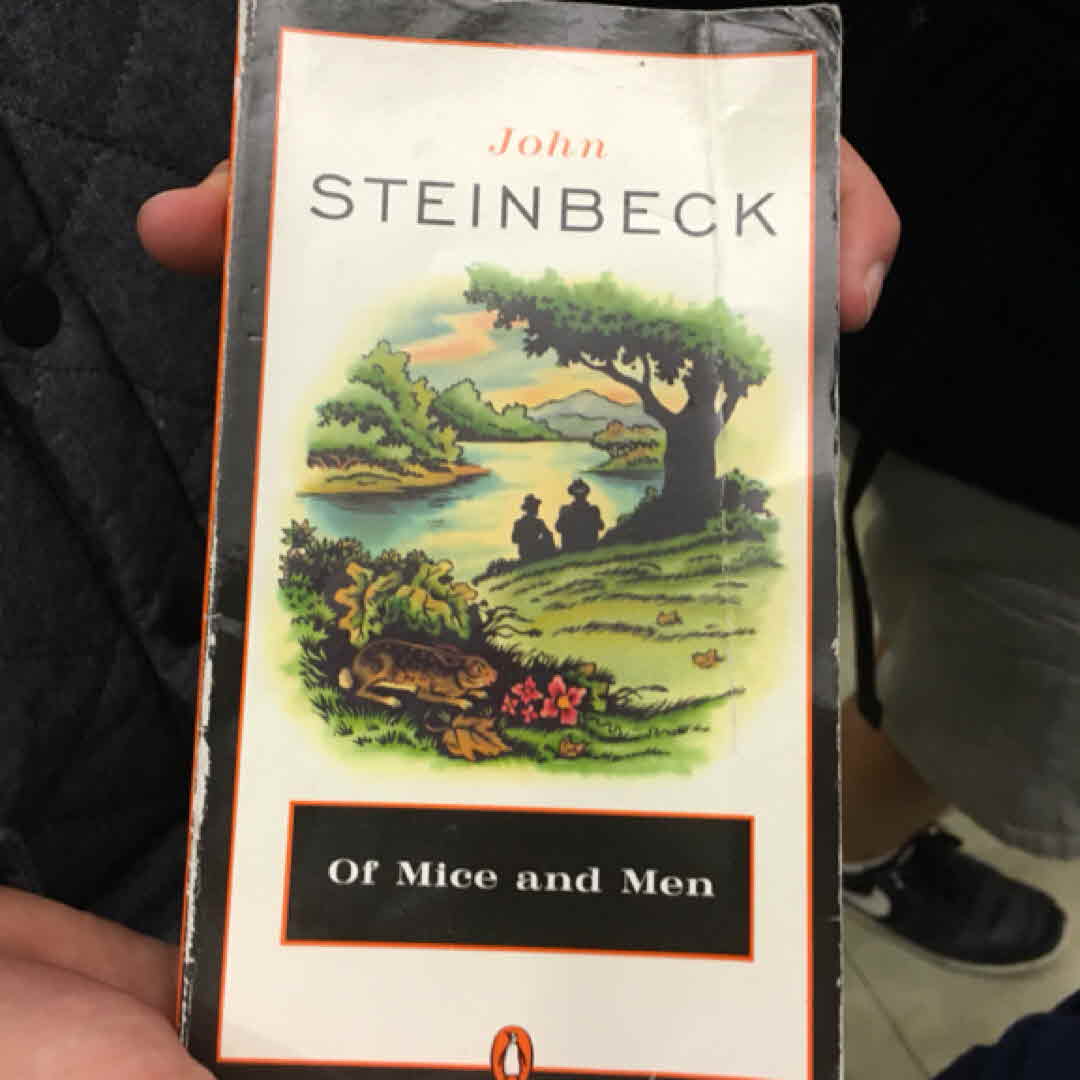 John
STEINBECK
Of Mice and Men